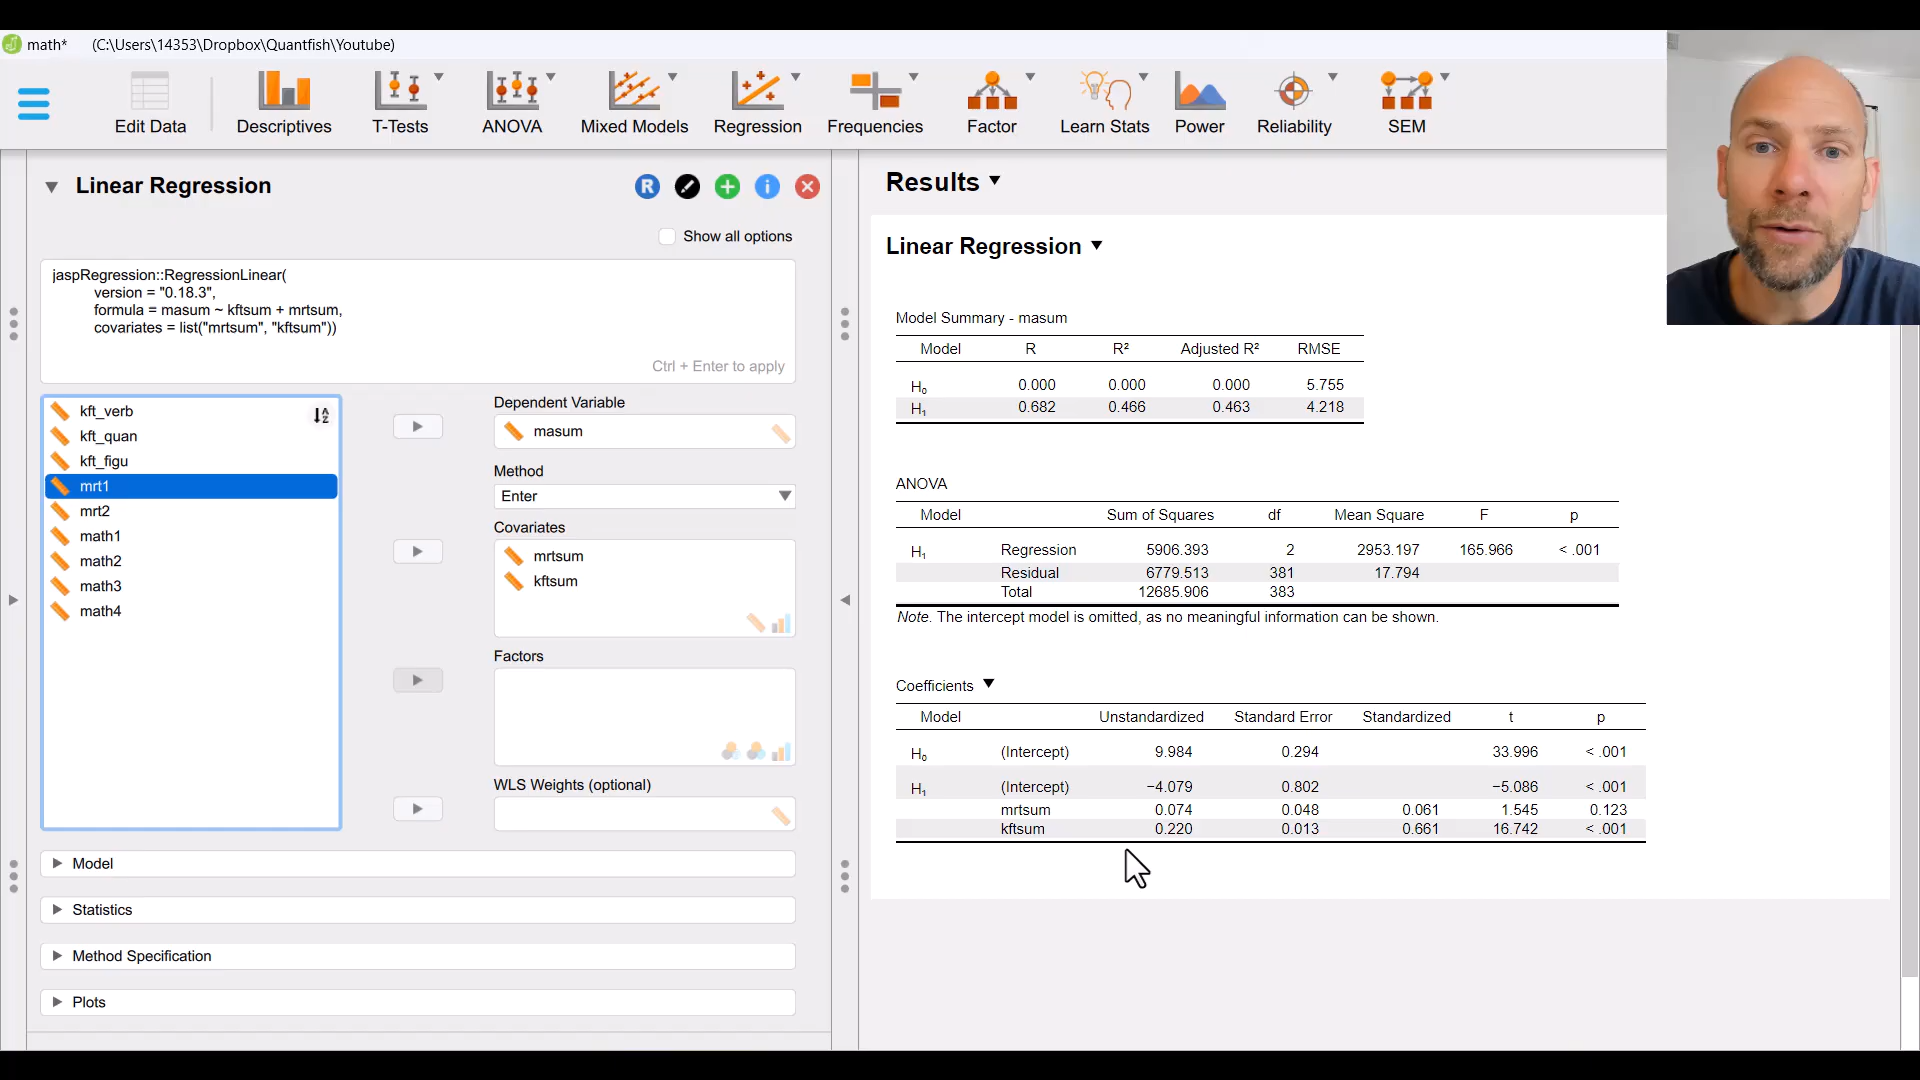 math* (C:\Users\14353\Dropbox\Quantfish\Youtube)
Edit Data Descriptives T-Tests ANOVA Mixed Models Regression Frequencies Factor Learn Stats Power Reliability SEM
Linear Regression
R
i
Show all options
jaspRegression::RegressionLinear(
version = "0.18.3",
formula = masum ~ kftsum + mrtsum,
covariates = list("mrtsum", "kftsum"))
Ctrl + Enter to apply
kft_verb
kft_quan
kft_figu
mrt1
mrt2
math1
math2
math3
math4
Dependent Variable
masum
Method
Enter
Covariates
mrtsum
kftsum
Factors
WLS Weights (optional)
Model
Statistics
Method Specification
Plots
Results
Linear Regression
Model Summary - masum
Model R R² Adjusted R² RMSE
H₀ 0.000 0.000 0.000 5.755
H₁ 0.682 0.466 0.463 4.218
ANOVA
Model Sum of Squares df Mean Square F p
H₁ Regression 5906.393 2 2953.197 165.966 < .001
Residual 6779.513 381 17.794
Total 12685.906 383
Note. The intercept model is omitted, as no meaningful information can be shown.
Coefficients
Model Unstandardized Standard Error Standardized t p
H₀ (Intercept) 9.984 0.294 33.996 < .001
H₁ (Intercept) −4.079 0.802 −5.086 < .001
mrtsum 0.074 0.048 0.061 1.545 0.123
kftsum 0.220 0.013 0.661 16.742 < .001